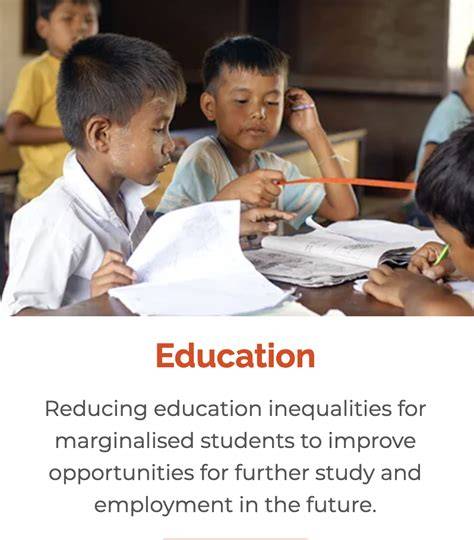 Education
Reducing education inequalities for
marginalised students to improve
opportunities for further study and
employment in the future.